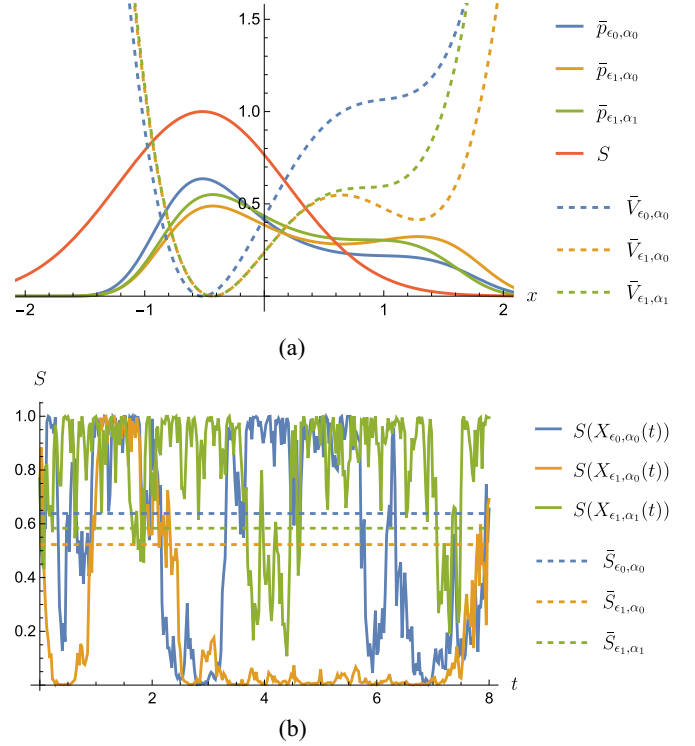 1.5
1.0
0.5
−2
−1
0
1
2
x
p̄_{ϵ₀,α₀}
p̄_{ϵ₁,α₀}
p̄_{ϵ₁,α₁}
S
V̄_{ϵ₀,α₀}
V̄_{ϵ₁,α₀}
V̄_{ϵ₁,α₁}
(a)
S
1.0
0.8
0.6
0.4
0.2
2
4
6
8
t
S(X_{ϵ₀,α₀}(t))
S(X_{ϵ₁,α₀}(t))
S(X_{ϵ₁,α₁}(t))
S̄_{ϵ₀,α₀}
S̄_{ϵ₁,α₀}
S̄_{ϵ₁,α₁}
(b)